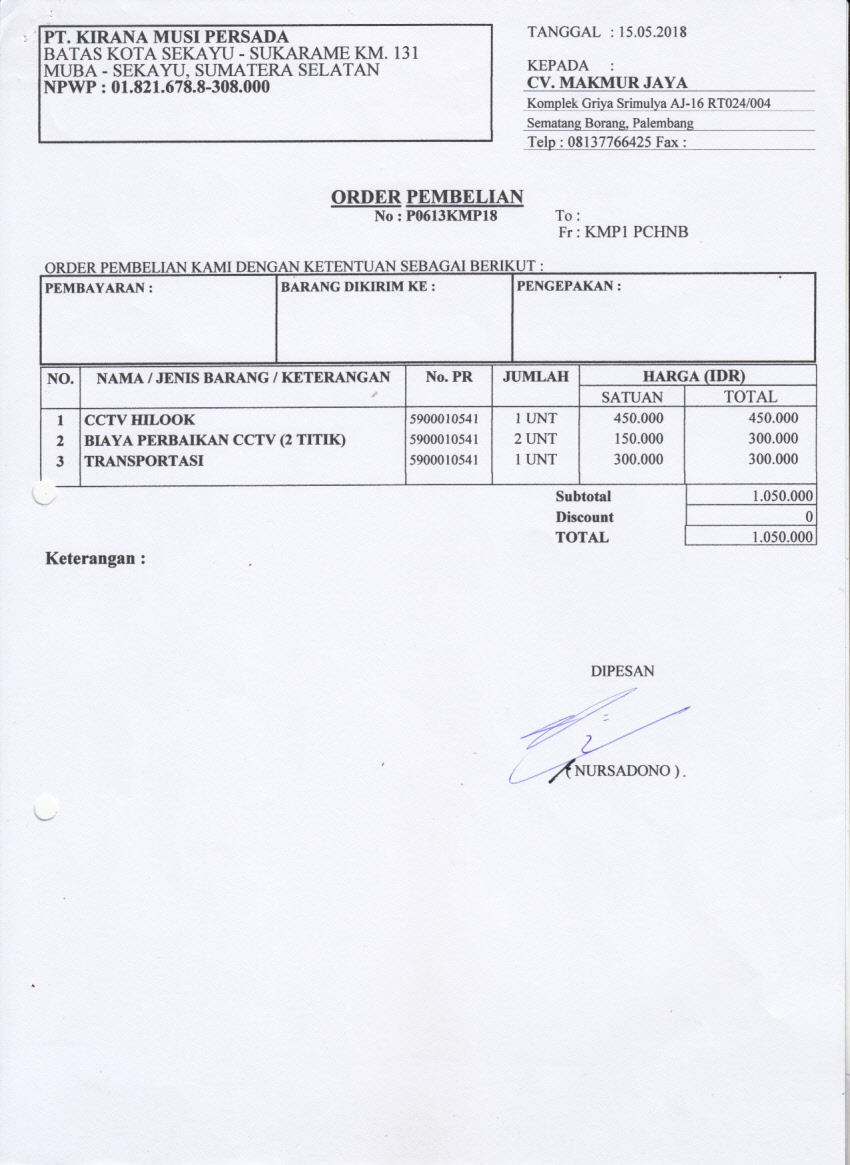 PT. KIRANA MUSI PERSADA
BATAS KOTA SEKAYU - SUKARAME KM. 131
MUBA - SEKAYU, SUMATERA SELATAN
NPWP : 01.821.678.8-308.000
TANGGAL : 15.05.2018
KEPADA :
CV. MAKMUR JAYA
Komplek Griya Srimulya AJ-16 RT024/004
Sematang Borang, Palembang
Telp : 08137766425 Fax :
ORDER PEMBELIAN
No : P0613KMP18
To :
Fr : KMP1 PCHNB
ORDER PEMBELIAN KAMI DENGAN KETENTUAN SEBAGAI BERIKUT :
PEMBAYARAN : BARANG DIKIRIM KE : PENGEPAKAN :
NO. NAMA / JENIS BARANG / KETERANGAN No. PR JUMLAH HARGA (IDR)
SATUAN TOTAL
1 CCTV HILOOK 5900010541 1 UNT 450.000 450.000
2 BIAYA PERBAIKAN CCTV (2 TITIK) 5900010541 2 UNT 150.000 300.000
3 TRANSPORTASI 5900010541 1 UNT 300.000 300.000
Subtotal 1.050.000
Discount 0
TOTAL 1.050.000
Keterangan :
DIPESAN
( NURSADONO ).